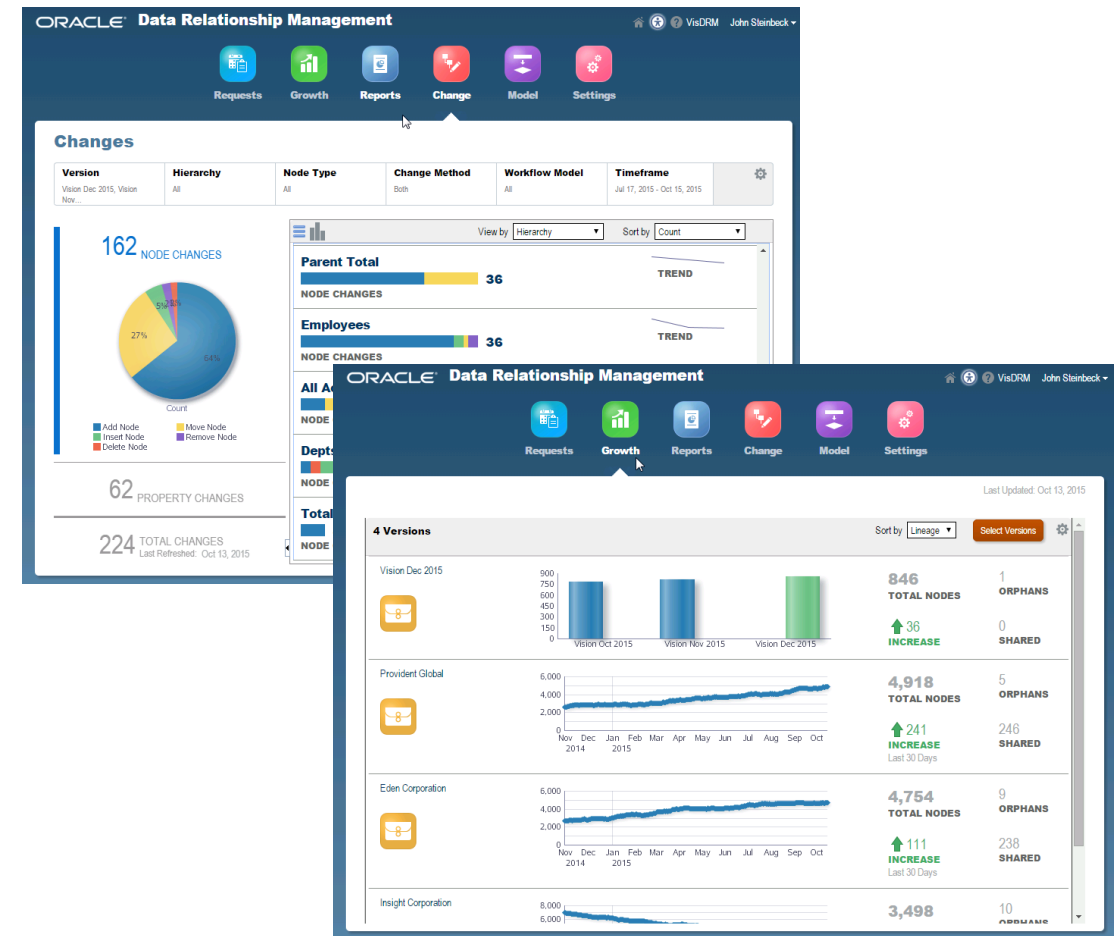 ORACLE Data Relationship Management
VisDRM John Steinbeck
Requests Growth Reports Change Model Settings
Changes
Version Hierarchy Node Type Change Method Workflow Model Timeframe
Vision Dec 2015, Vision Nov... All All Both All Jul 17, 2015 - Oct 15, 2015
162 NODE CHANGES
5%
27%
64%
Count
Add Node Move Node
Insert Node Remove Node
Delete Node
62 PROPERTY CHANGES
224 TOTAL CHANGES
Last Refreshed: Oct 13, 2015
View by Hierarchy Sort by Count
Parent Total
36
NODE CHANGES
TREND
Employees
36
NODE CHANGES
TREND
All A
NODE
Depts
NODE
Total
NODE
ORACLE Data Relationship Management
VisDRM John Steinbeck
Requests Growth Reports Change Model Settings
Last Updated: Oct 13, 2015
4 Versions Sort by Lineage Select Versions
Vision Dec 2015
900
750
600
450
300
150
0
Vision Oct 2015 Vision Nov 2015 Vision Dec 2015
846 TOTAL NODES
1 ORPHANS
36 INCREASE
0 SHARED
Provident Global
6,000
4,000
2,000
0
Nov Dec Jan Feb Mar Apr May Jun Jul Aug Sep Oct
2014 2015
4,918 TOTAL NODES
5 ORPHANS
241 INCREASE
Last 30 Days
246 SHARED
Eden Corporation
6,000
4,000
2,000
0
Nov Dec Jan Feb Mar Apr May Jun Jul Aug Sep Oct
2014 2015
4,754 TOTAL NODES
9 ORPHANS
111 INCREASE
Last 30 Days
238 SHARED
Insight Corporation
8,000
6,000
3,498
10
ORPHANS